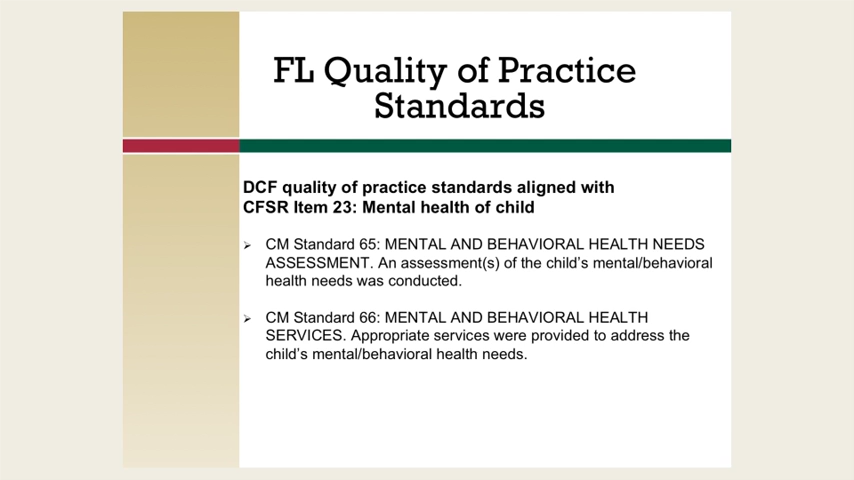 FL Quality of Practice
Standards
DCF quality of practice standards aligned with
CFSR Item 23: Mental health of child
CM Standard 65: MENTAL AND BEHAVIORAL HEALTH NEEDS
ASSESSMENT. An assessment(s) of the child's mental/behavioral
health needs was conducted.
CM Standard 66: MENTAL AND BEHAVIORAL HEALTH
SERVICES. Appropriate services were provided to address the
child's mental/behavioral health needs.